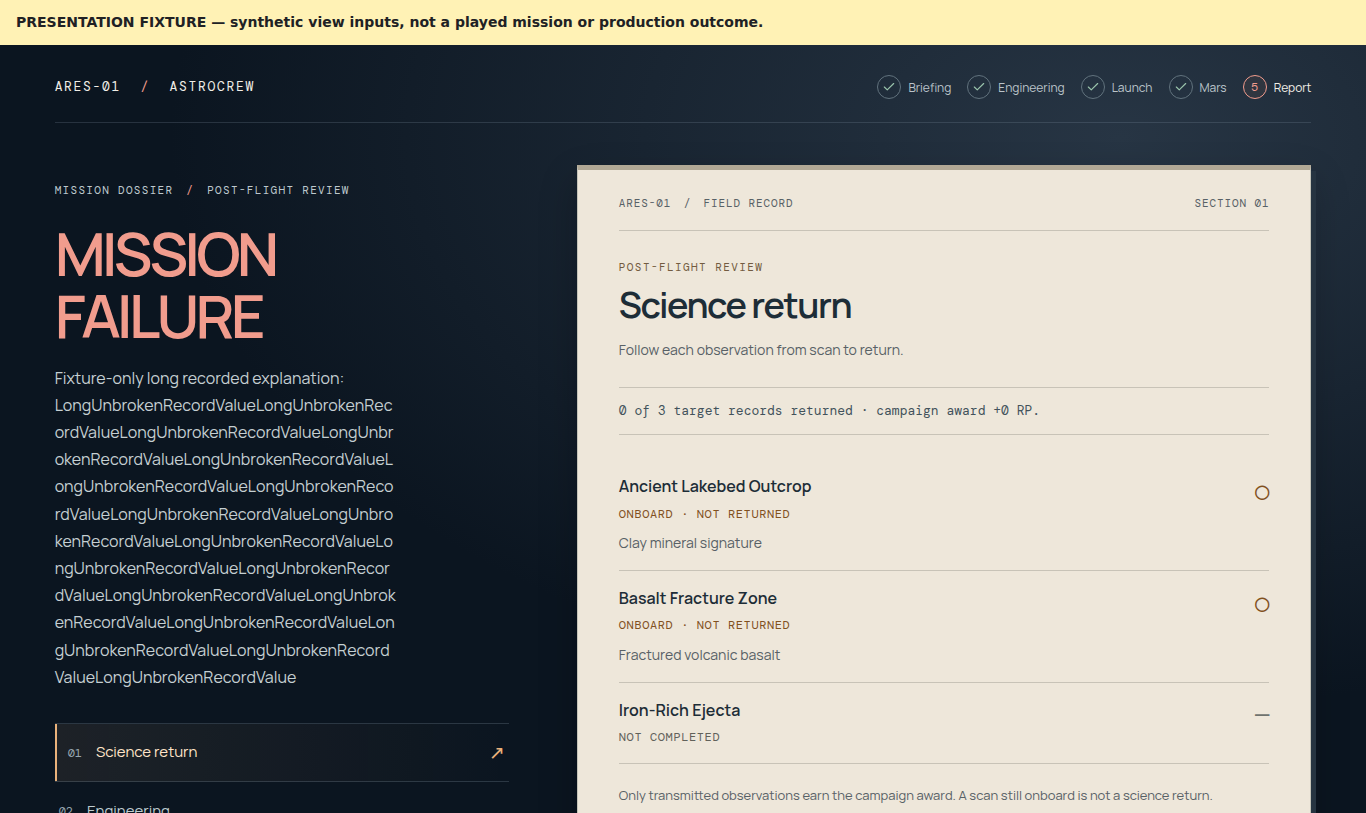 PRESENTATION FIXTURE — synthetic view inputs, not a played mission or production outcome.
ARES-01 / ASTROCREW
Briefing
Engineering
Launch
Mars
5 Report
MISSION DOSSIER / POST-FLIGHT REVIEW
MISSION
FAILURE
Fixture-only long recorded explanation:
LongUnbrokenRecordValueLongUnbrokenRec
ordValueLongUnbrokenRecordValueLongUnbr
okenRecordValueLongUnbrokenRecordValueL
ongUnbrokenRecordValueLongUnbrokenReco
rdValueLongUnbrokenRecordValueLongUnbro
kenRecordValueLongUnbrokenRecordValueLo
ngUnbrokenRecordValueLongUnbrokenRecor
dValueLongUnbrokenRecordValueLongUnbrok
enRecordValueLongUnbrokenRecordValueLon
gUnbrokenRecordValueLongUnbrokenRecord
ValueLongUnbrokenRecordValue
01 Science return ↗
02 Engineering
ARES-01 / FIELD RECORD
SECTION 01
POST-FLIGHT REVIEW
Science return
Follow each observation from scan to return.
0 of 3 target records returned · campaign award +0 RP.
Ancient Lakebed Outcrop
ONBOARD · NOT RETURNED
Clay mineral signature
Basalt Fracture Zone
ONBOARD · NOT RETURNED
Fractured volcanic basalt
Iron-Rich Ejecta
NOT COMPLETED
Only transmitted observations earn the campaign award. A scan still onboard is not a science return.